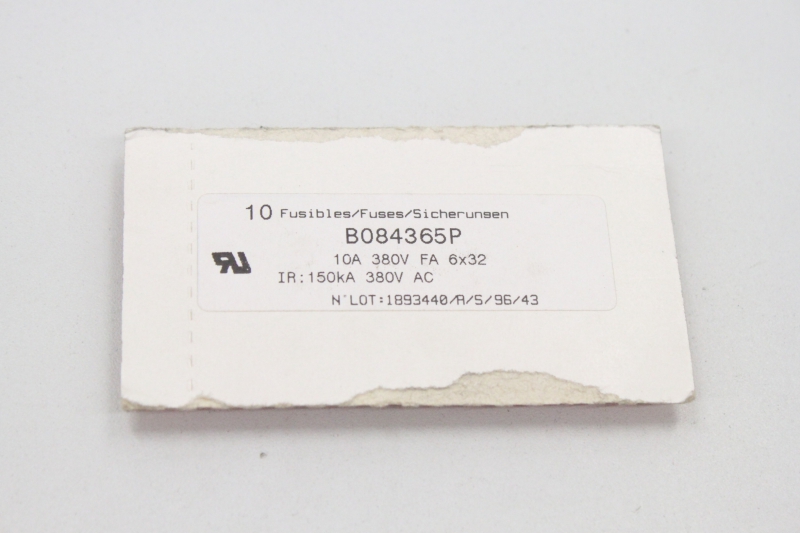 10 Fusibles/Fuses/Sicherungen
B084365P
10A 380V FA 6x32
IR:150kA 380V AC
N°LOT:1893440/A/S/96/43